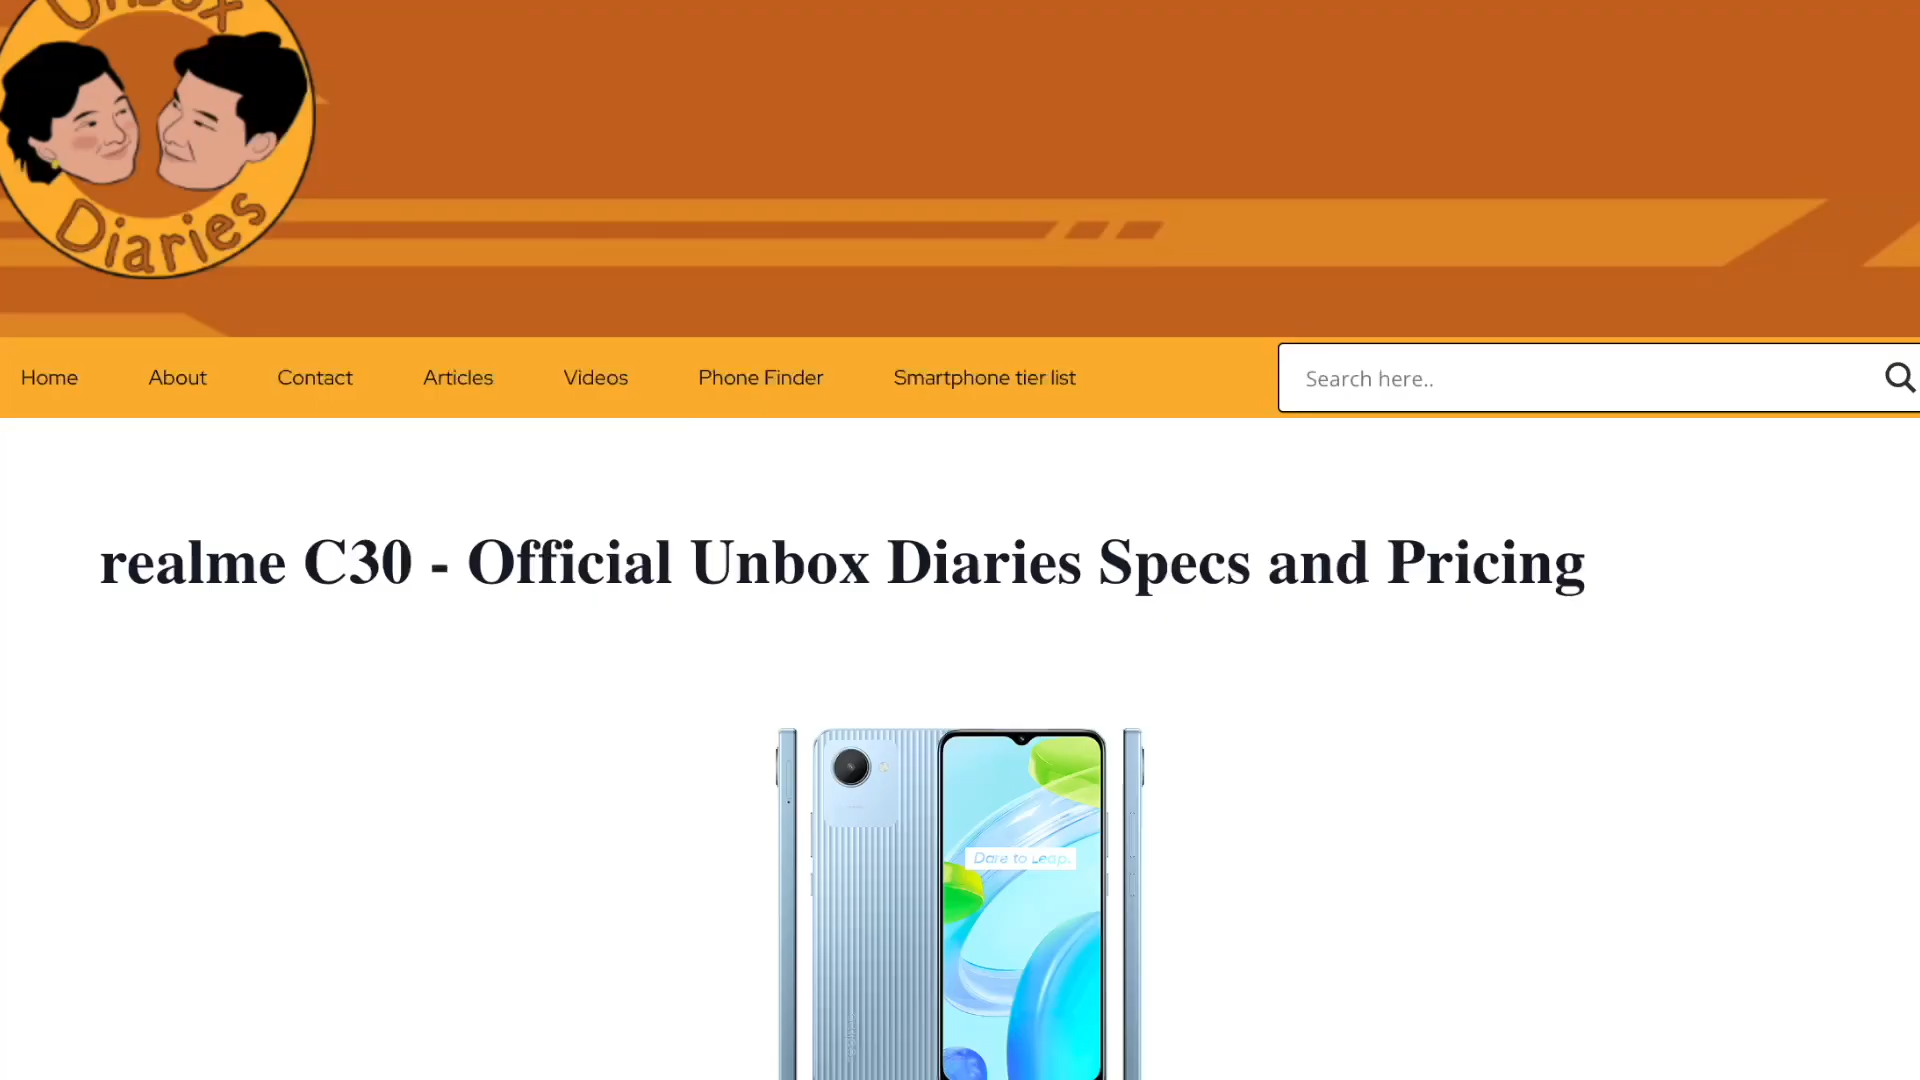 Unbox
Diaries
Home About Contact Articles Videos Phone Finder Smartphone tier list Search here..
realme C30 - Official Unbox Diaries Specs and Pricing
Dare to Leap.